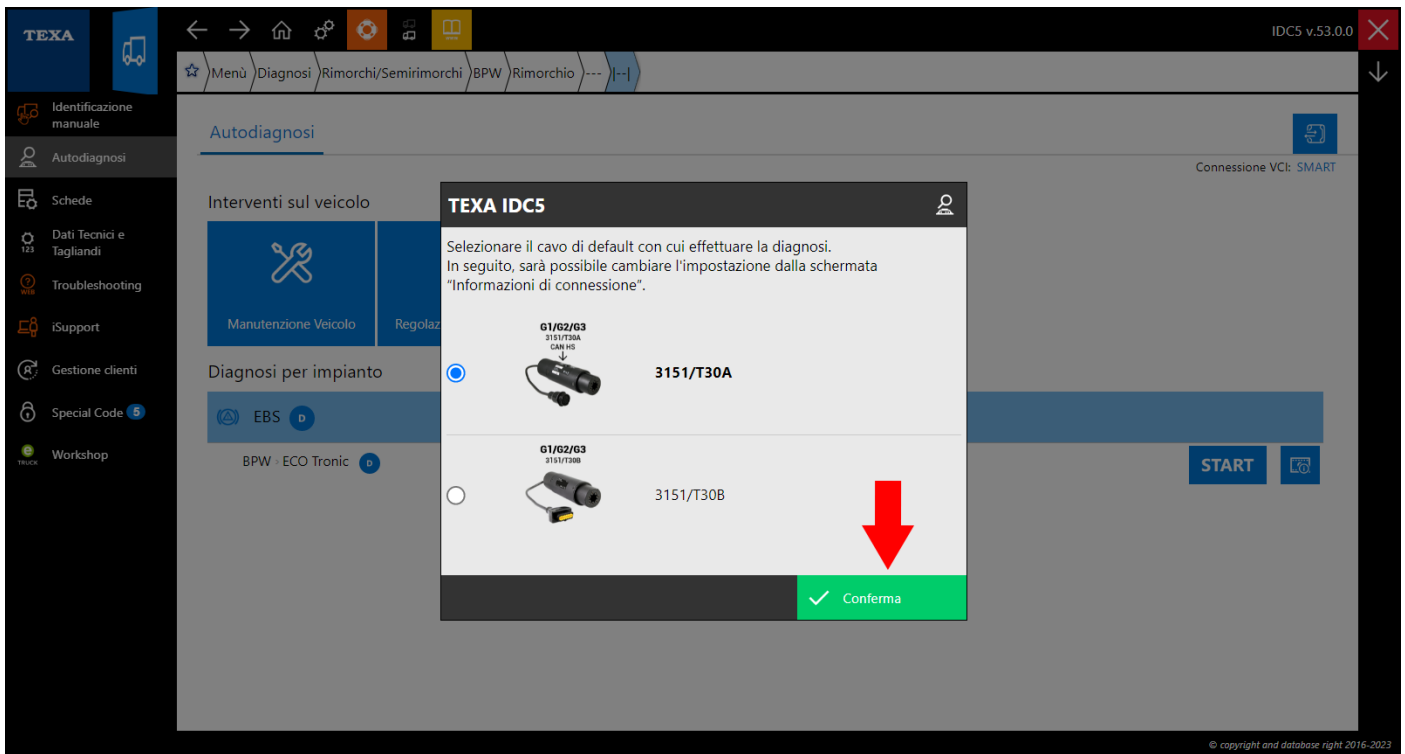 TEXA
IDC5 v.53.0.0
Menù
Diagnosi
Rimorchi/Semirimorchi
BPW
Rimorchio
---
|--|
Identificazione
manuale
Autodiagnosi
Schede
123
Dati Tecnici e
Tagliandi
WEB
Troubleshooting
iSupport
Gestione clienti
Special Code 5
TRUCK
Workshop
Autodiagnosi
Connessione VCI: SMART
Interventi sul veicolo
Manutenzione Veicolo
Regolaz
Diagnosi per impianto
EBS D
BPW > ECO Tronic D
START
TEXA IDC5
Selezionare il cavo di default con cui effettuare la diagnosi.
In seguito, sarà possibile cambiare l'impostazione dalla schermata
"Informazioni di connessione".
G1/G2/G3
3151/T30A
CAN HS
3151/T30A
G1/G2/G3
3151/T30B
3151/T30B
Conferma
© copyright and database right 2016-2023